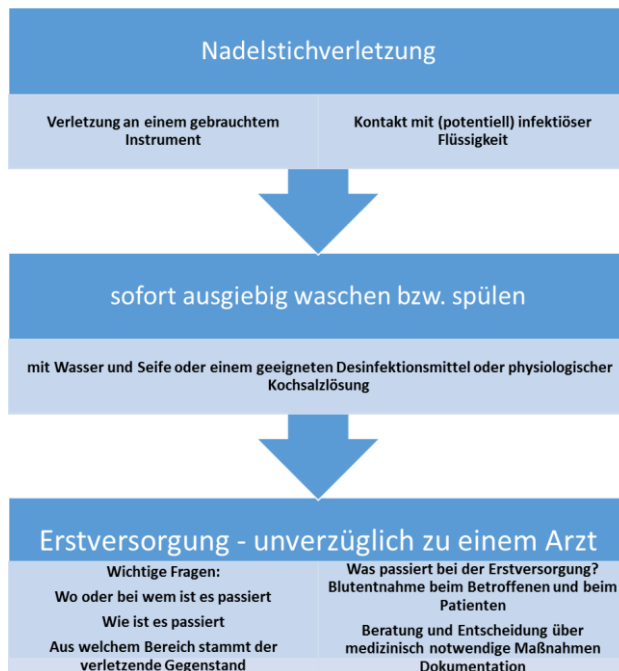 Nadelstichverletzung
Verletzung an einem gebrauchtem
Instrument
Kontakt mit (potentiell) infektiöser
Flüssigkeit
sofort ausgiebig waschen bzw. spülen
mit Wasser und Seife oder einem geeigneten Desinfektionsmittel oder physiologischer
Kochsalzlösung
Erstversorgung - unverzüglich zu einem Arzt
Wichtige Fragen:
Wo oder bei wem ist es passiert
Wie ist es passiert
Aus welchem Bereich stammt der
verletzende Gegenstand
Was passiert bei der Erstversorgung?
Blutentnahme beim Betroffenen und beim
Patienten
Beratung und Entscheidung über
medizinisch notwendige Maßnahmen
Dokumentation